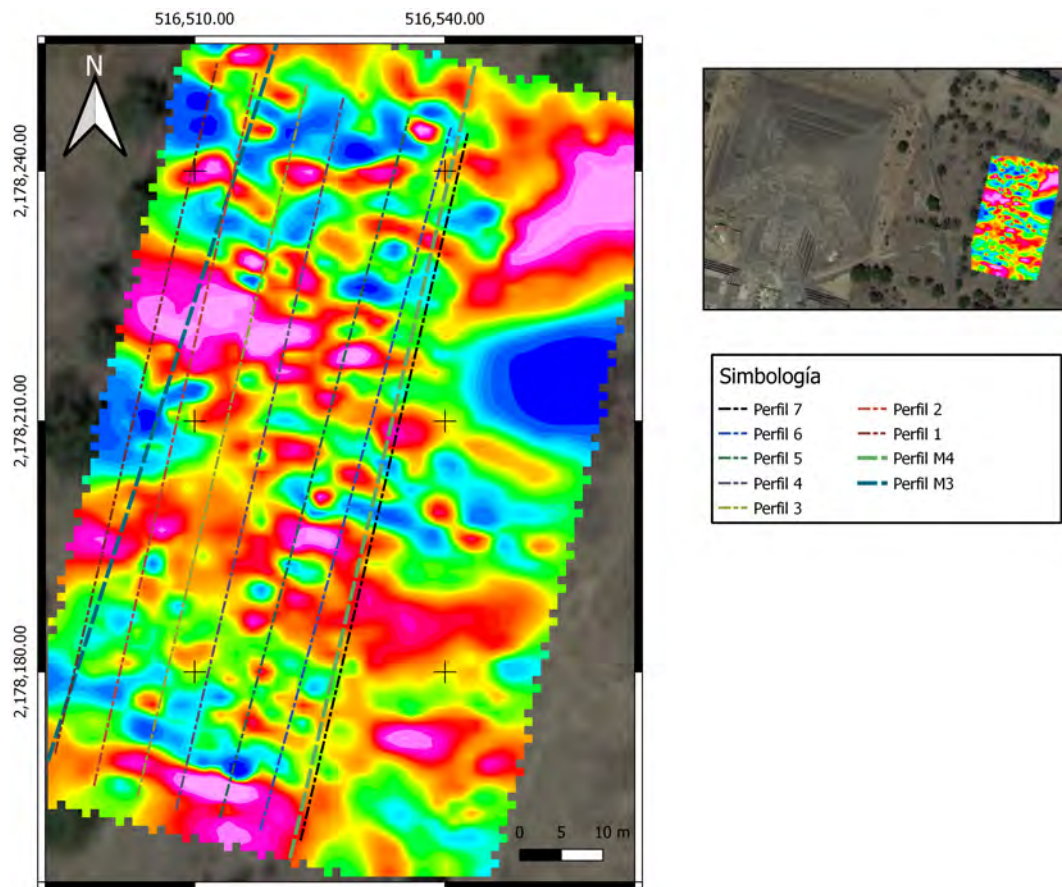 516,510.00 516,540.00
N
2,178,240.00
2,178,210.00
2,178,180.00
0 5 10 m
Simbología
Perfil 7 Perfil 2
Perfil 6 Perfil 1
Perfil 5 Perfil M4
Perfil 4 Perfil M3
Perfil 3